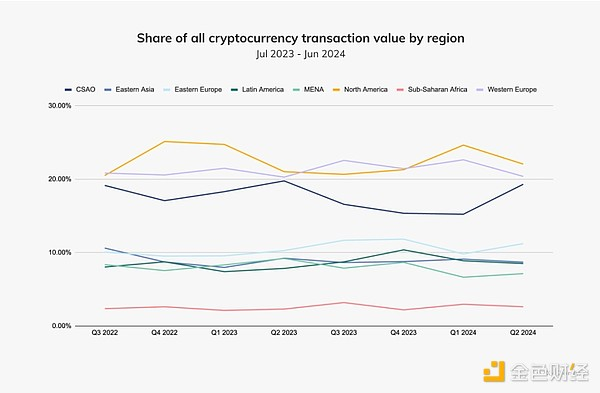 Share of all cryptocurrency transaction value by region
Jul 2023 - Jun 2024
CSAO Eastern Asia Eastern Europe Latin America MENA North America Sub-Saharan Africa Western Europe
30.00%
20.00%
10.00%
0.00%
Q3 2022 Q4 2022 Q1 2023 Q2 2023 Q3 2023 Q4 2023 Q1 2024 Q2 2024
金色财经